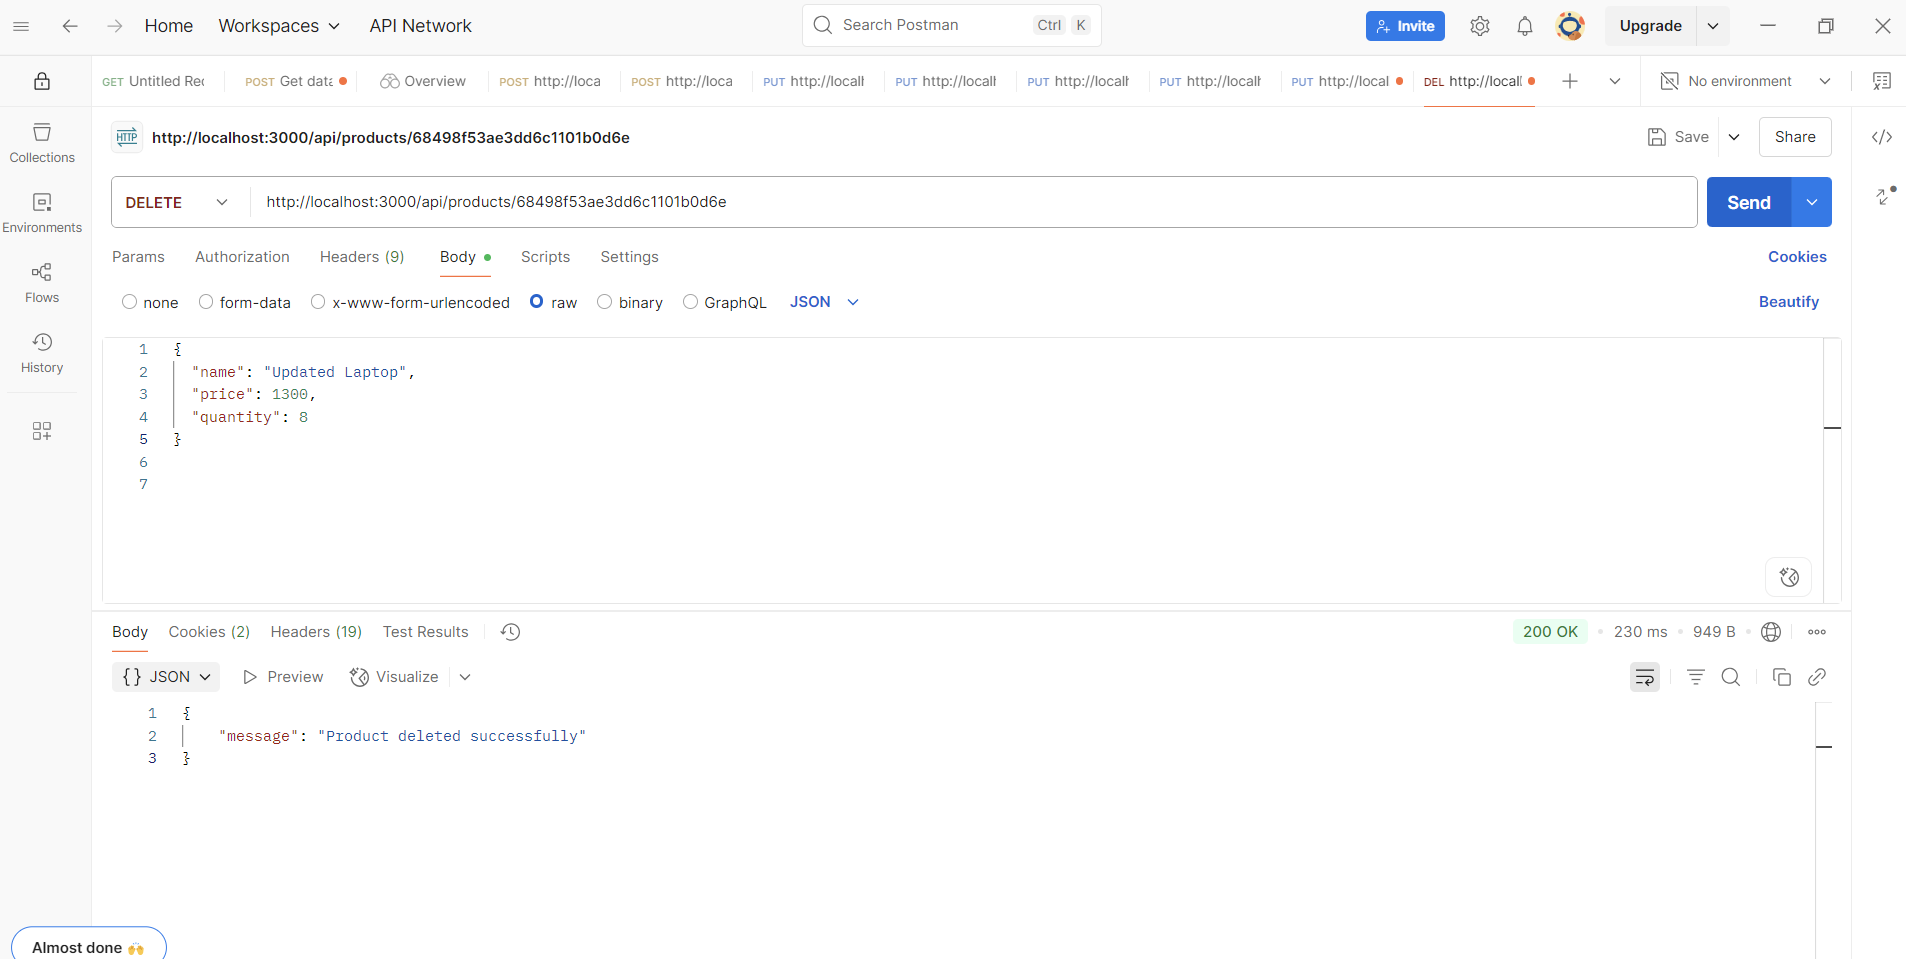 Home Workspaces API Network Search Postman Ctrl K Invite Upgrade
GET Untitled Rec POST Get data Overview POST http://loca POST http://loca PUT http://locall PUT http://locall PUT http://locall PUT http://locall PUT http://local DEL http://locall No environment
HTTP http://localhost:3000/api/products/68498f53ae3dd6c1101b0d6e Save Share
Collections
DELETE http://localhost:3000/api/products/68498f53ae3dd6c1101b0d6e Send
Environments
Params Authorization Headers (9) Body Scripts Settings Cookies
Flows
none form-data x-www-form-urlencoded raw binary GraphQL JSON Beautify
History
1 {
2 "name": "Updated Laptop",
3 "price": 1300,
4 "quantity": 8
5 }
6
7
Body Cookies (2) Headers (19) Test Results 200 OK 230 ms 949 B
{} JSON Preview Visualize
1 {
2 "message": "Product deleted successfully"
3 }
Almost done 🙌